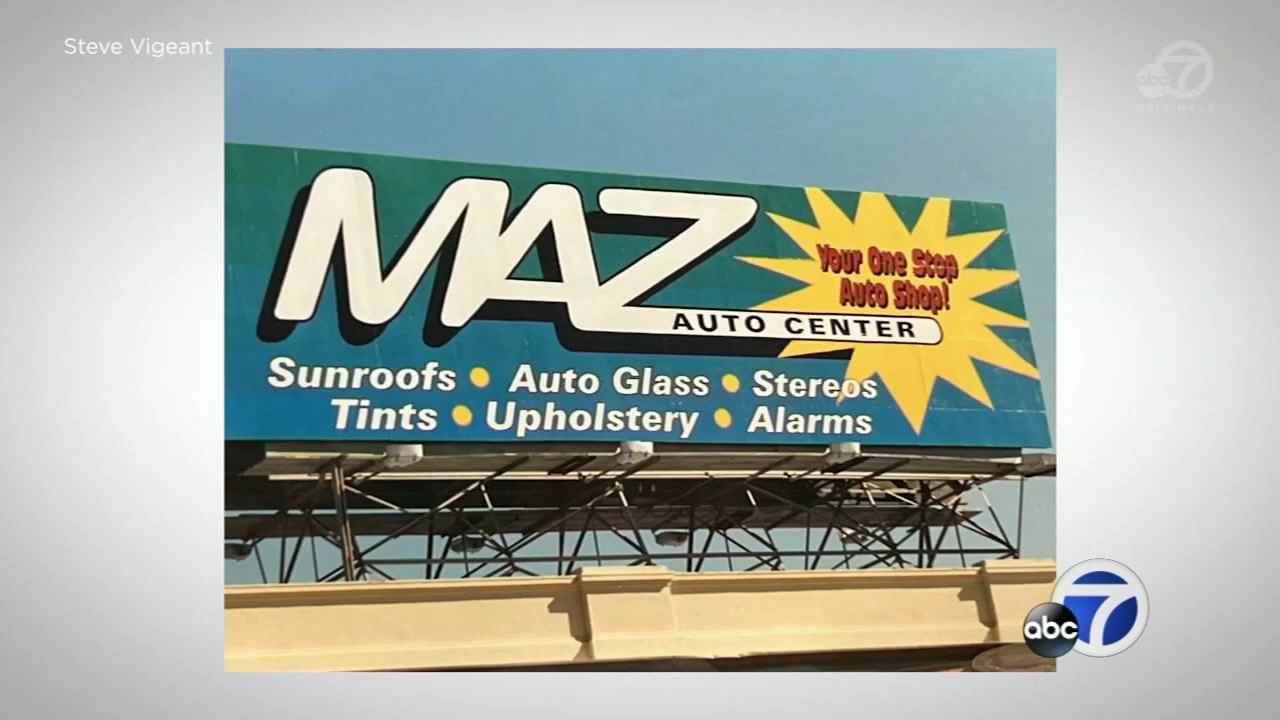 Steve Vigeant
abc 7
ORIGINALS
MAZ
AUTO CENTER
Your One Stop
Auto Shop!
Sunroofs • Auto Glass • Stereos
Tints • Upholstery • Alarms
abc 7